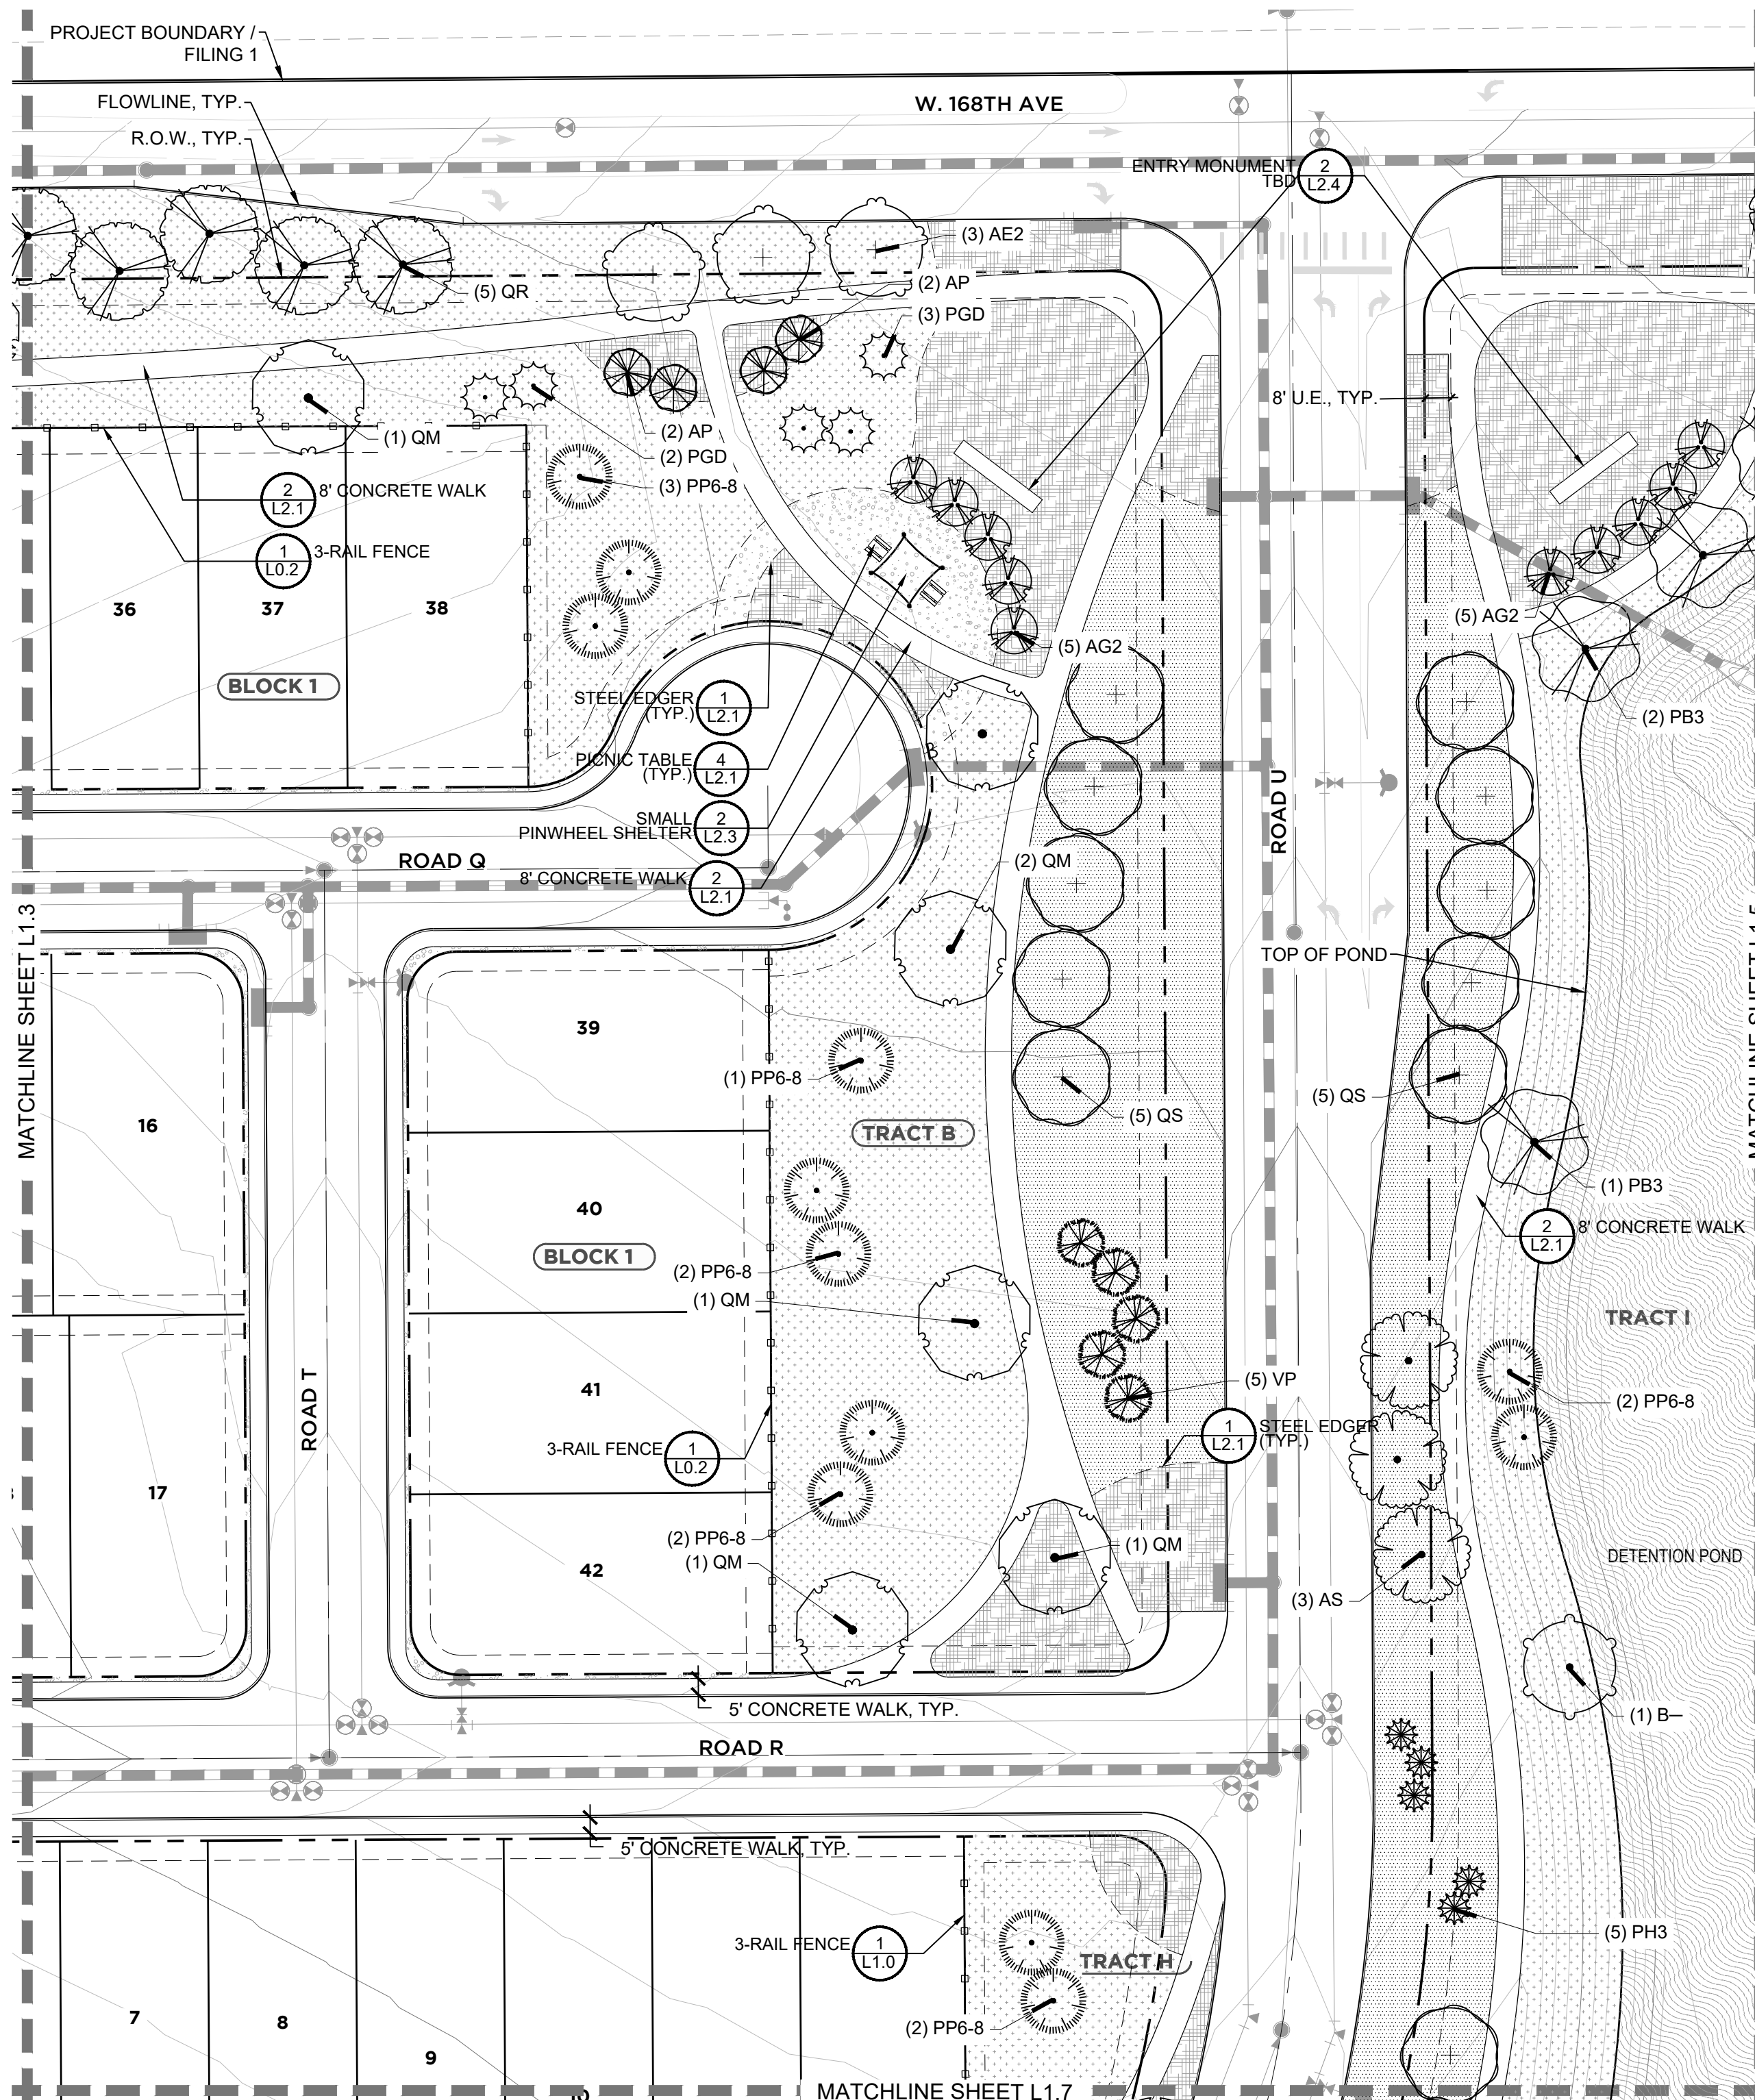 PROJECT BOUNDARY /
FILING 1
FLOWLINE, TYP.
R.O.W., TYP.
W. 168TH AVE
ENTRY MONUMENT
TBD
2
L2.4
(3) AE2
(2) AP
(5) QR
(3) PGD
8' U.E., TYP.
(1) QM
(2) AP
(2) PGD
(3) PP6-8
2
L2.1
8' CONCRETE WALK
1
L0.2
3-RAIL FENCE
36
37
38
BLOCK 1
(5) AG2
(5) AG2
(2) PB3
STEEL EDGER
(TYP.)
1
L2.1
PICNIC TABLE
(TYP.)
4
L2.1
SMALL
PINWHEEL SHELTER
2
L2.3
8' CONCRETE WALK
2
L2.1
ROAD U
ROAD Q
(2) QM
MATCHLINE SHEET L1.3
TOP OF POND
39
(1) PP6-8
(5) QS
(5) QS
16
TRACT B
(1) PB3
40
BLOCK 1
2
L2.1
8' CONCRETE WALK
(2) PP6-8
(1) QM
TRACT I
ROAD T
41
(5) VP
(2) PP6-8
3-RAIL FENCE
1
L0.2
1
L2.1
STEEL EDGER
(TYP.)
17
(2) PP6-8
(1) QM
(1) QM
42
DETENTION POND
(3) AS
5' CONCRETE WALK, TYP.
(1) B
ROAD R
5' CONCRETE WALK, TYP.
3-RAIL FENCE
1
L1.0
TRACT H
(5) PH3
7
8
9
(2) PP6-8
MATCHLINE SHEET L1.7